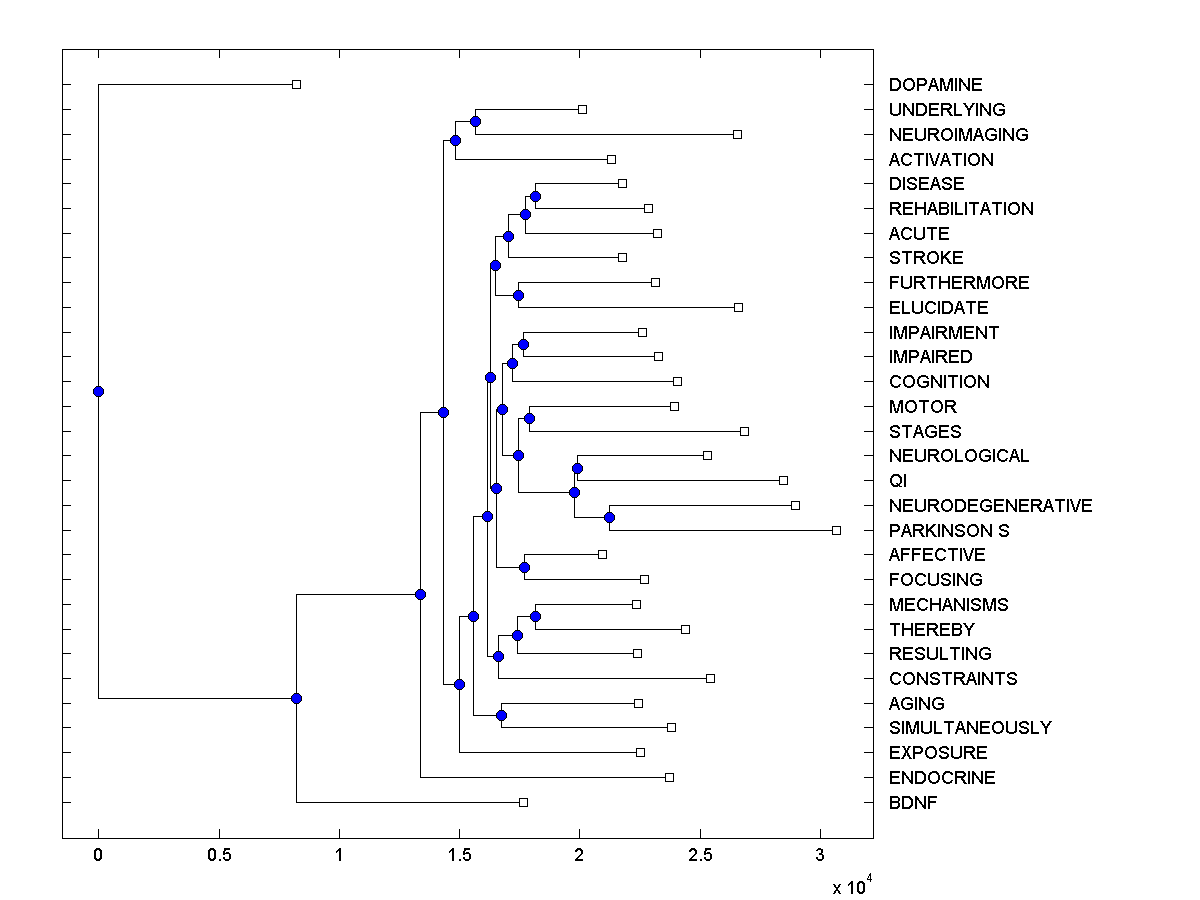 DOPAMINE
UNDERLYING
NEUROIMAGING
ACTIVATION
DISEASE
REHABILITATION
ACUTE
STROKE
FURTHERMORE
ELUCIDATE
IMPAIRMENT
IMPAIRED
COGNITION
MOTOR
STAGES
NEUROLOGICAL
QI
NEURODEGENERATIVE
PARKINSON S
AFFECTIVE
FOCUSING
MECHANISMS
THEREBY
RESULTING
CONSTRAINTS
AGING
SIMULTANEOUSLY
EXPOSURE
ENDOCRINE
BDNF
0 0.5 1 1.5 2 2.5 3
x 10^4